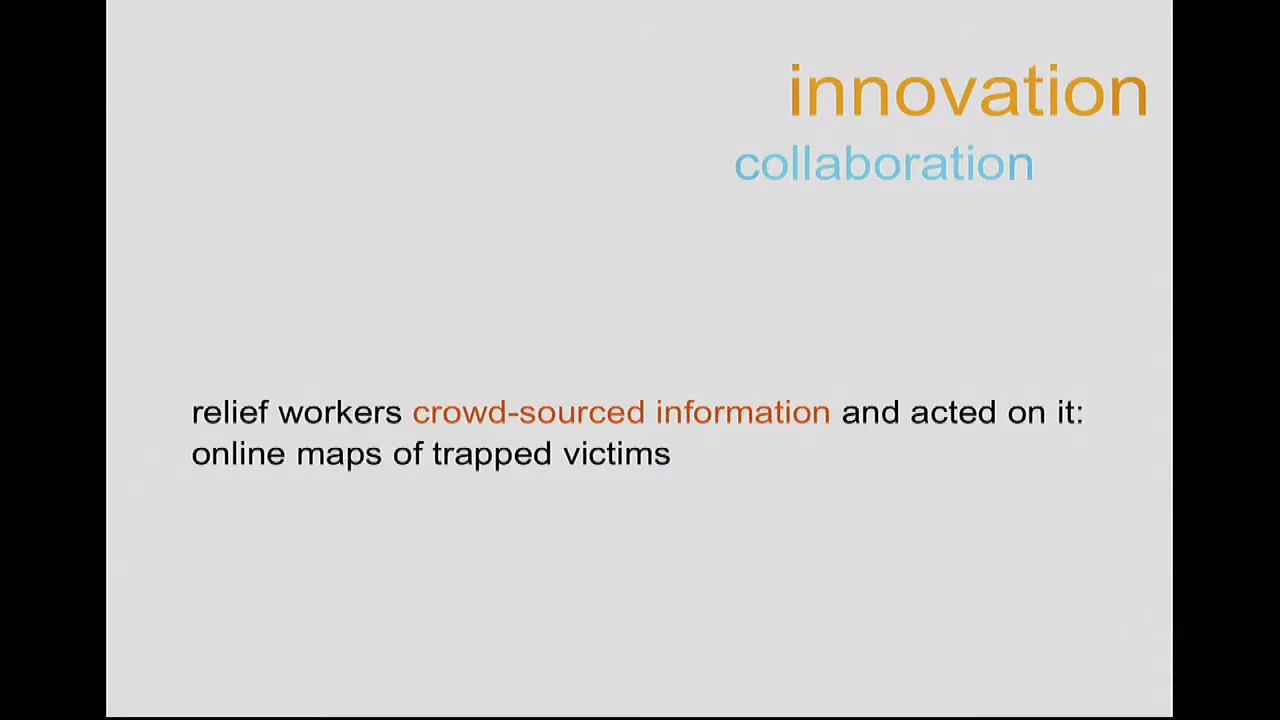 innovation
collaboration
relief workers crowd-sourced information and acted on it:
online maps of trapped victims